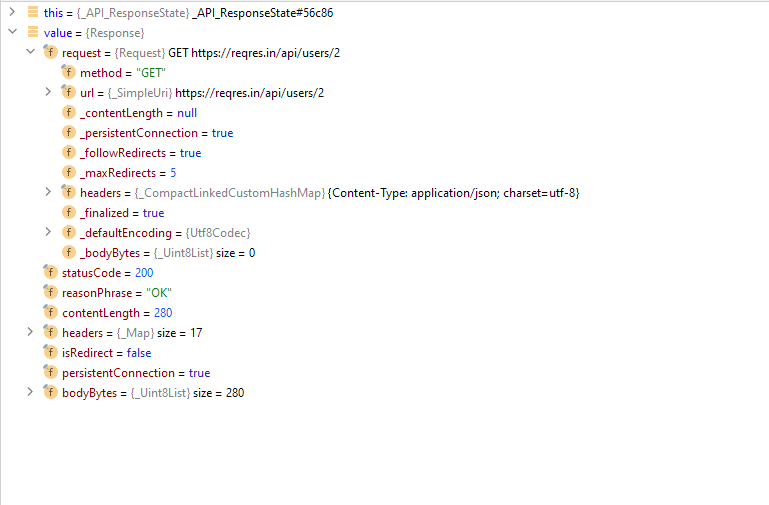 this = {_API_ResponseState} _API_ResponseState#56c86
value = {Response}
f request = {Request} GET https://reqres.in/api/users/2
f method = "GET"
f url = {_SimpleUri} https://reqres.in/api/users/2
f _contentLength = null
f _persistentConnection = true
f _followRedirects = true
f _maxRedirects = 5
f headers = {_CompactLinkedCustomHashMap} {Content-Type: application/json; charset=utf-8}
f _finalized = true
f _defaultEncoding = {Utf8Codec}
f _bodyBytes = {_Uint8List} size = 0
f statusCode = 200
f reasonPhrase = "OK"
f contentLength = 280
f headers = {_Map} size = 17
f isRedirect = false
f persistentConnection = true
f bodyBytes = {_Uint8List} size = 280